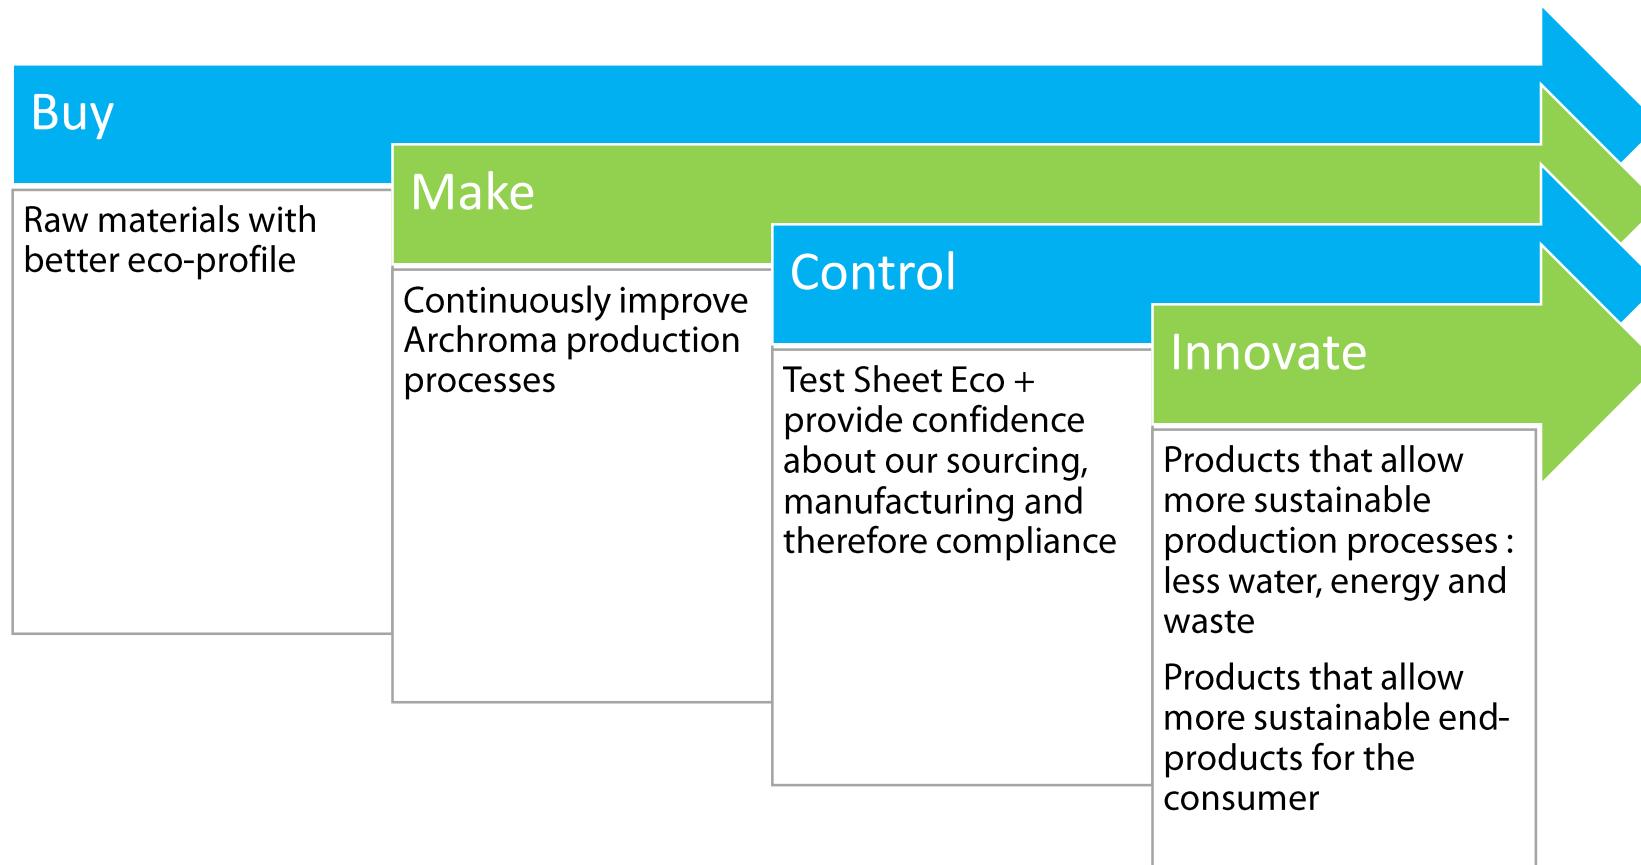 Buy
Raw materials with
better eco-profile
Make
Continuously improve
Archroma production
processes
Control
Test Sheet Eco +
provide confidence
about our sourcing,
manufacturing and
therefore compliance
Innovate
Products that allow
more sustainable
production processes :
less water, energy and
waste
Products that allow
more sustainable end-
products for the
consumer